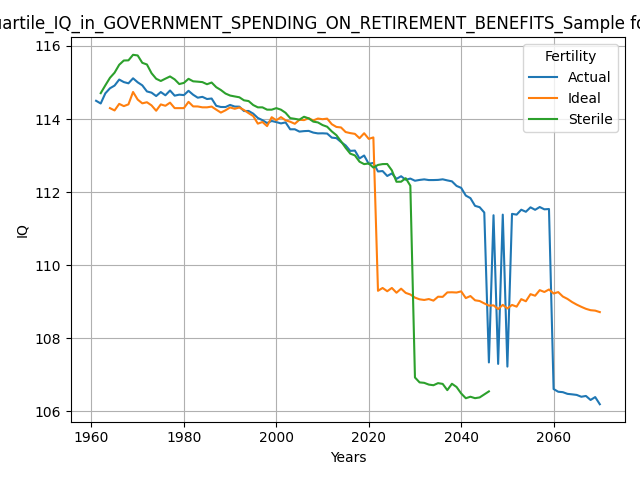 uartile_IQ_in_GOVERNMENT_SPENDING_ON_RETIREMENT_BENEFITS_Sample fo
116
114
112
110
108
106
IQ
Fertility
Actual
Ideal
Sterile
1960
1980
2000
2020
2040
2060
Years